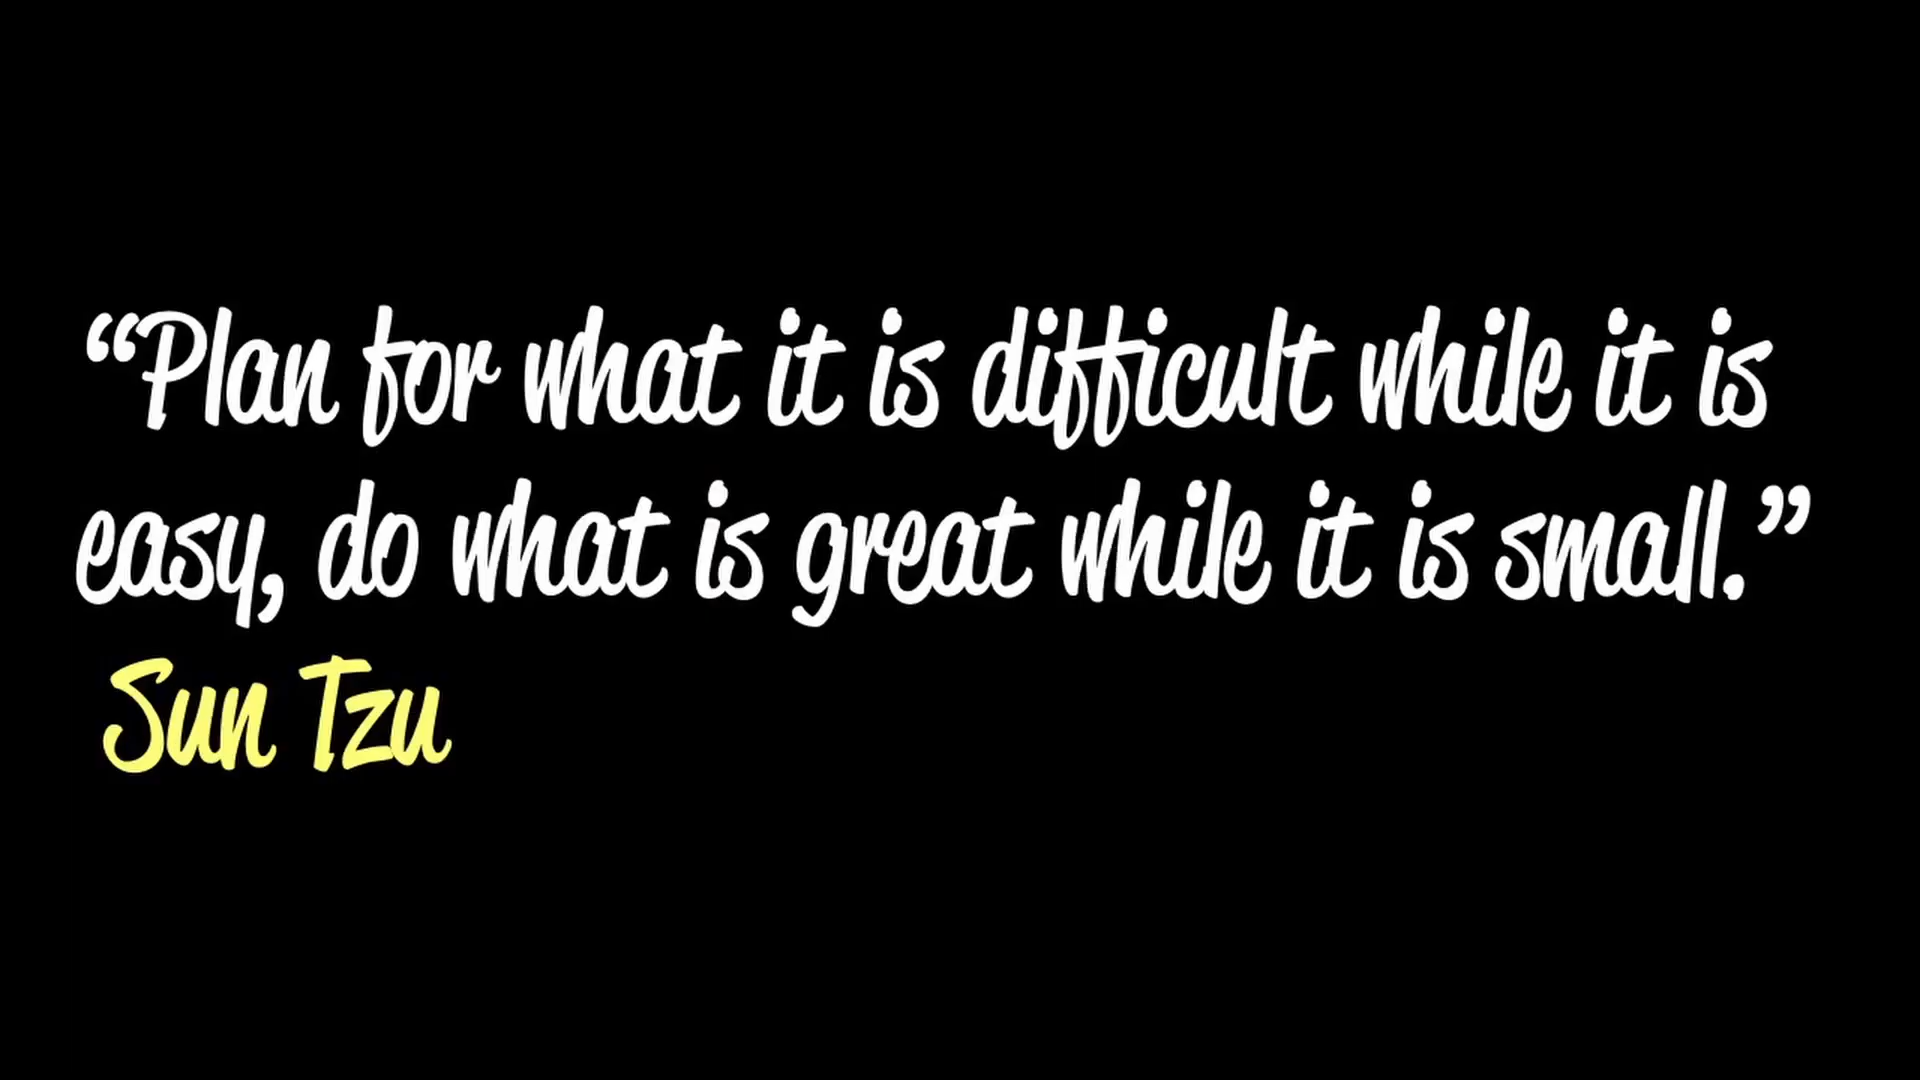 “Plan for what it is difficult while it is
easy, do what is great while it is small.”
Sun Tzu